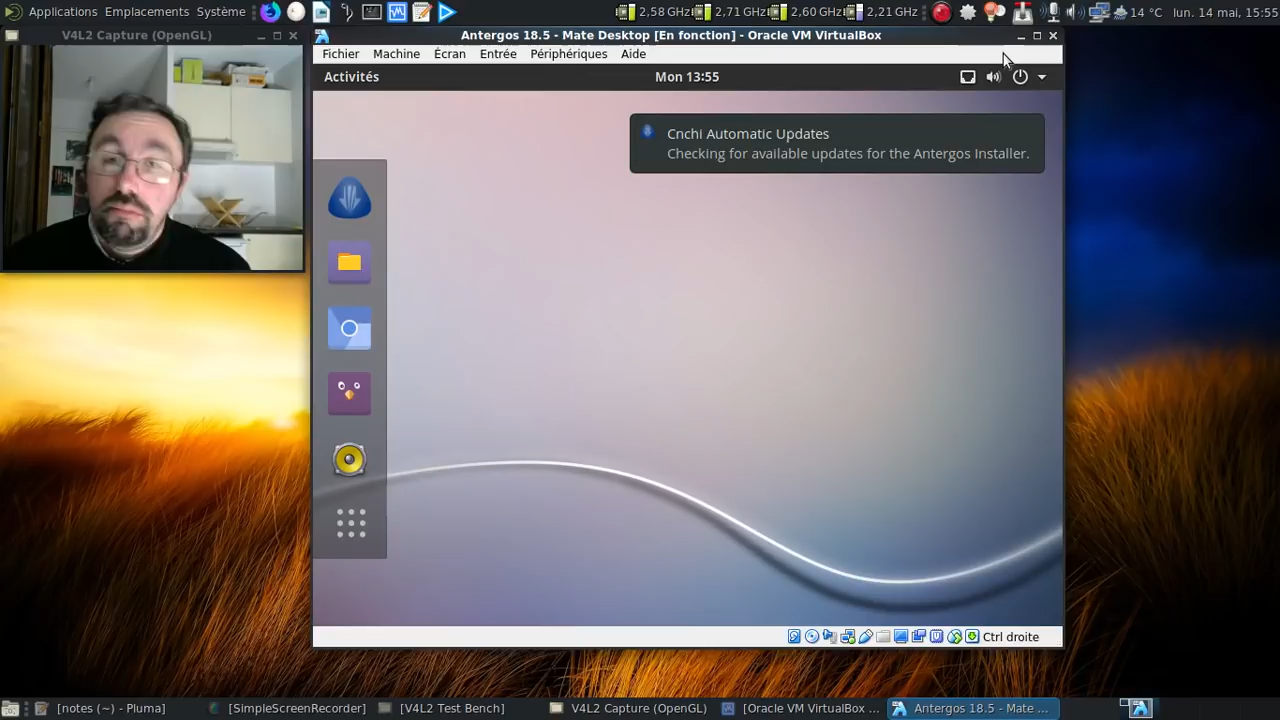 Applications Emplacements Système
2,58 GHz 2,71 GHz 2,60 GHz 2,21 GHz 14 °C lun. 14 mai, 15:55
V4L2 Capture (OpenGL)
Antergos 18.5 - Mate Desktop [En fonction] - Oracle VM VirtualBox
Fichier Machine Écran Entrée Périphériques Aide
Activités Mon 13:55
Cnchi Automatic Updates
Checking for available updates for the Antergos Installer.
Ctrl droite
[notes (~) - Pluma] [SimpleScreenRecorder] [V4L2 Test Bench] V4L2 Capture (OpenGL) [Oracle VM VirtualBox ... Antergos 18.5 - Mate ...